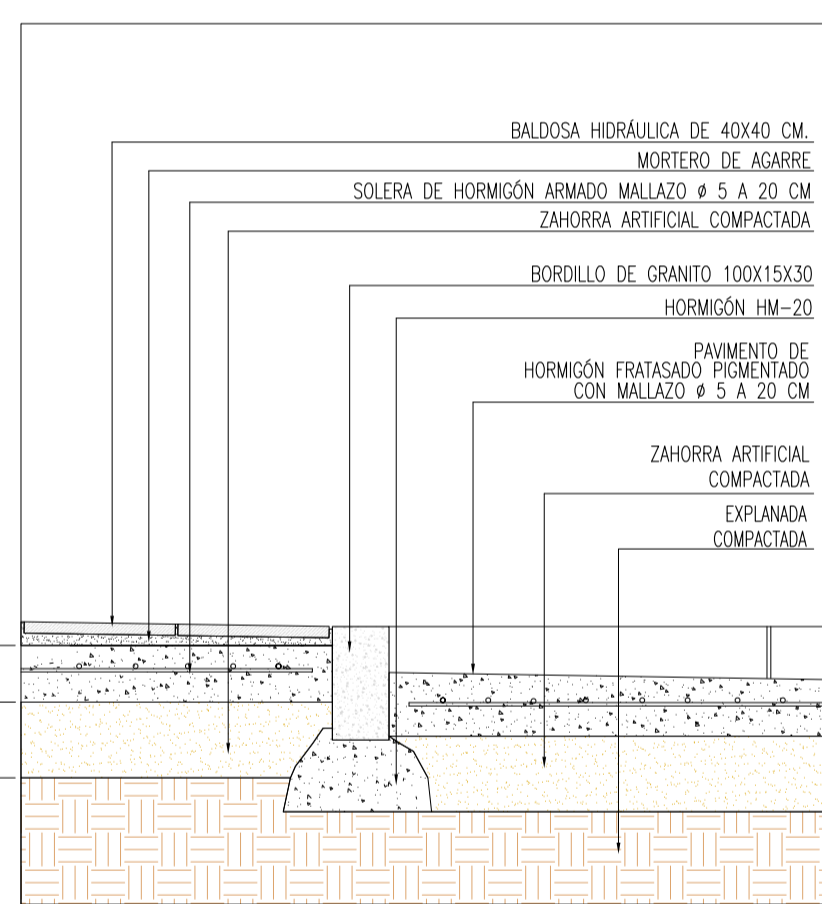 BALDOSA HIDRÁULICA DE 40X40 CM.
MORTERO DE AGARRE
SOLERA DE HORMIGÓN ARMADO MALLAZO ø 5 A 20 CM
ZAHORRA ARTIFICIAL COMPACTADA
BORDILLO DE GRANITO 100X15X30
HORMIGÓN HM-20
PAVIMENTO DE
HORMIGÓN FRATASADO PIGMENTADO
CON MALLAZO ø 5 A 20 CM
ZAHORRA ARTIFICIAL
COMPACTADA
EXPLANADA
COMPACTADA